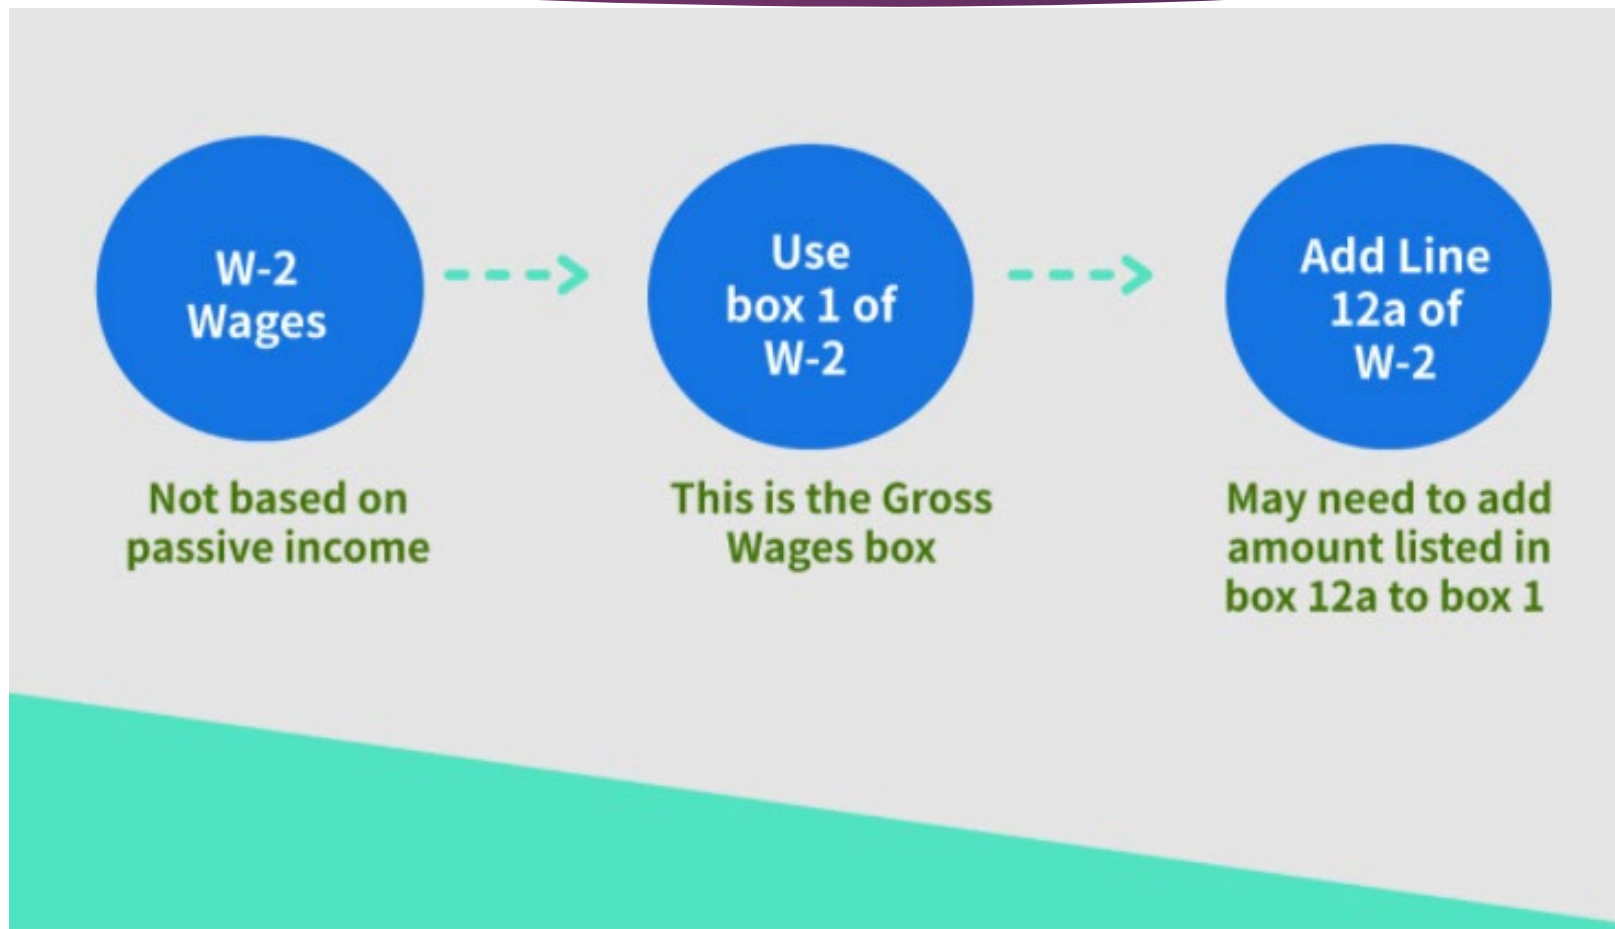 W-2
Wages
Not based on
passive income
Use
box 1 of
W-2
This is the Gross
Wages box
Add Line
12a of
W-2
May need to add
amount listed in
box 12a to box 1